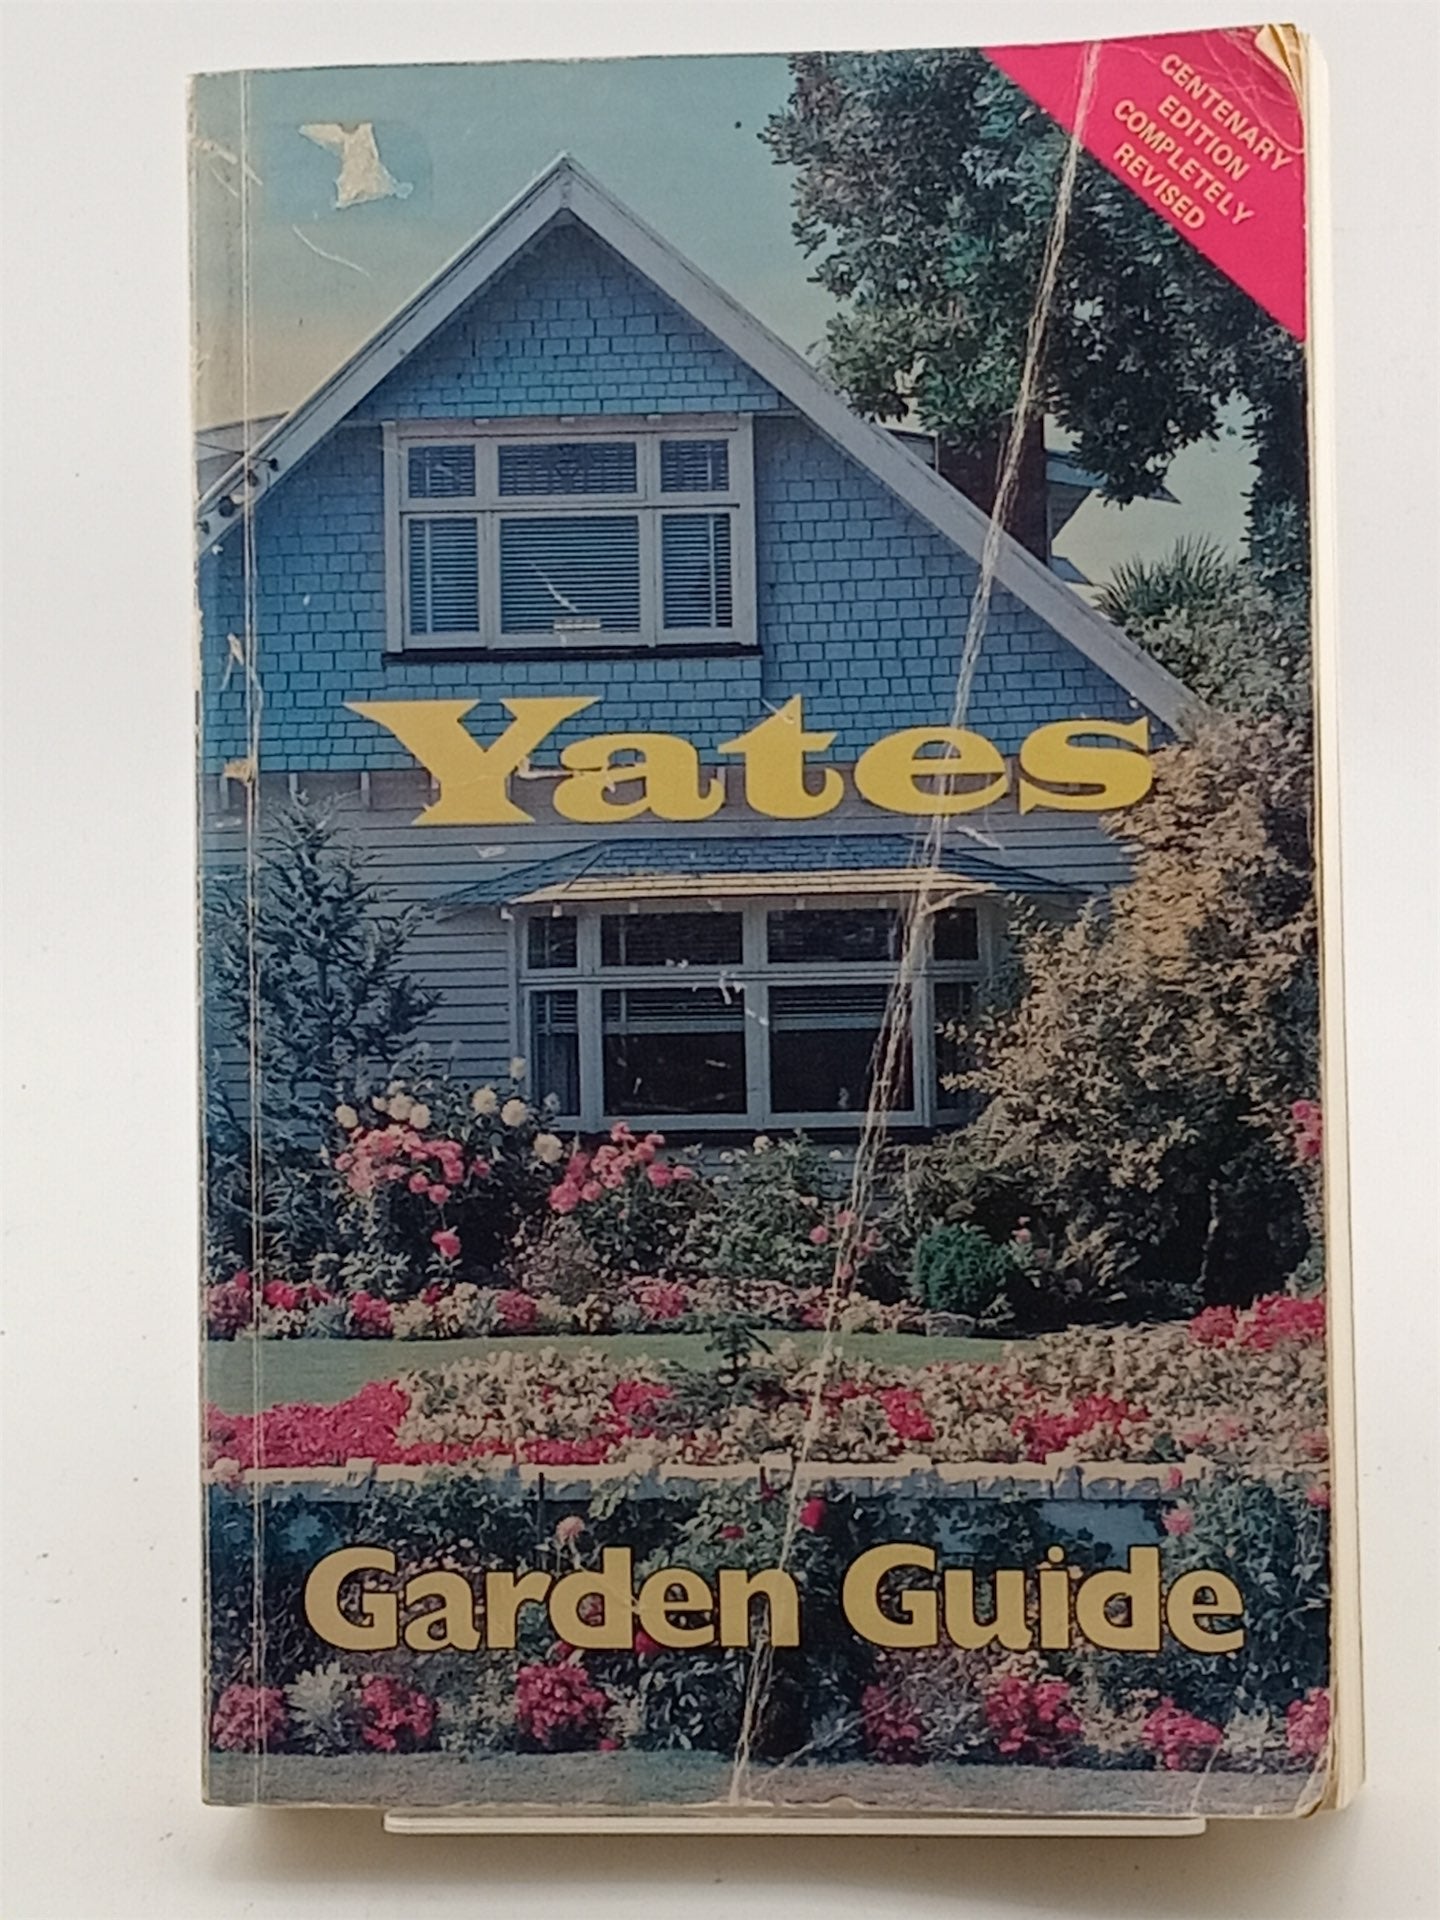 CENTENARY
EDITION
COMPLETELY
REVISED
Yates
Garden Guide